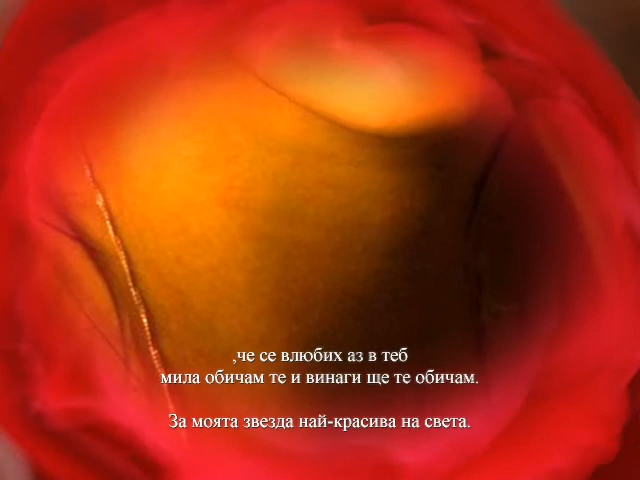 ,че се влюбих аз в теб
мила обичам те и винаги ще те обичам.
За моята звезда най-красива на света.